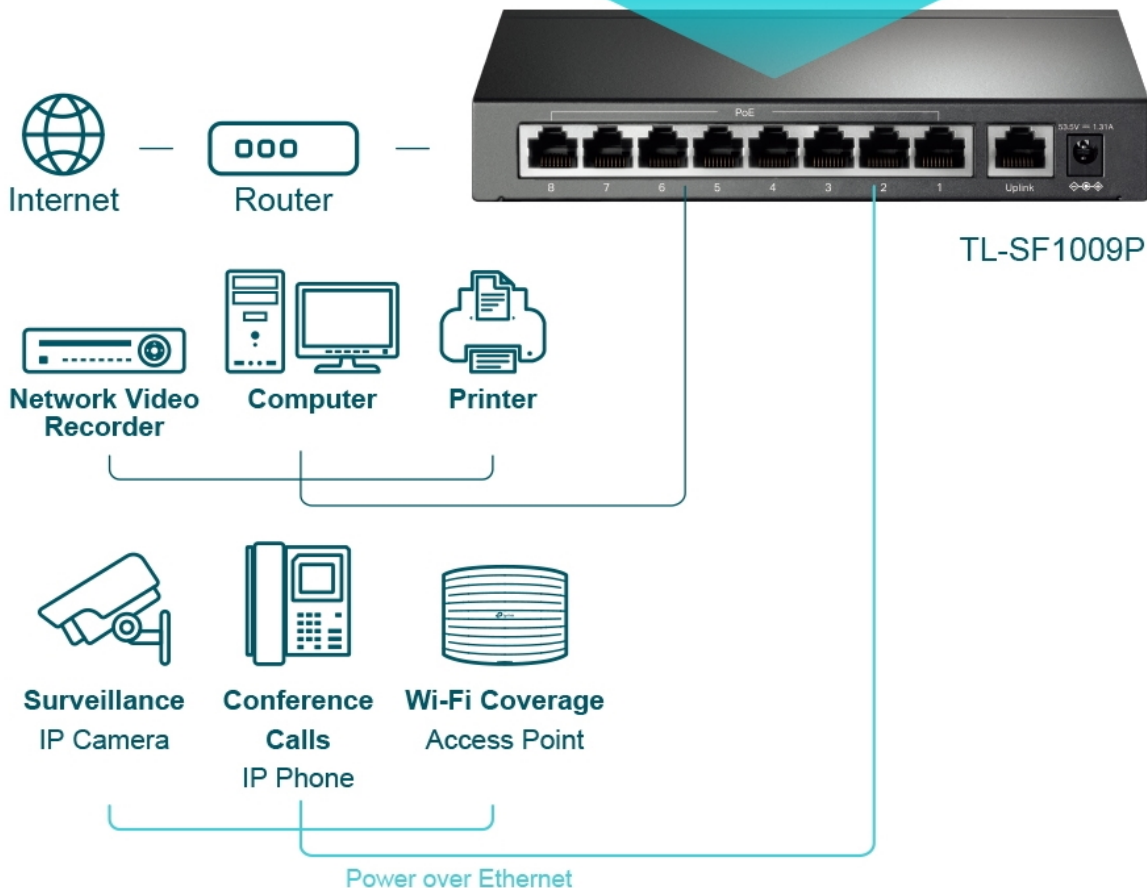 PoE
53.5V ⎓ 1.31A
8 7 6 5 4 3 2 1 Uplink
Internet
Router
TL-SF1009P
Network Video
Recorder
Computer
Printer
Surveillance
IP Camera
Conference
Calls
IP Phone
Wi-Fi Coverage
Access Point
Power over Ethernet